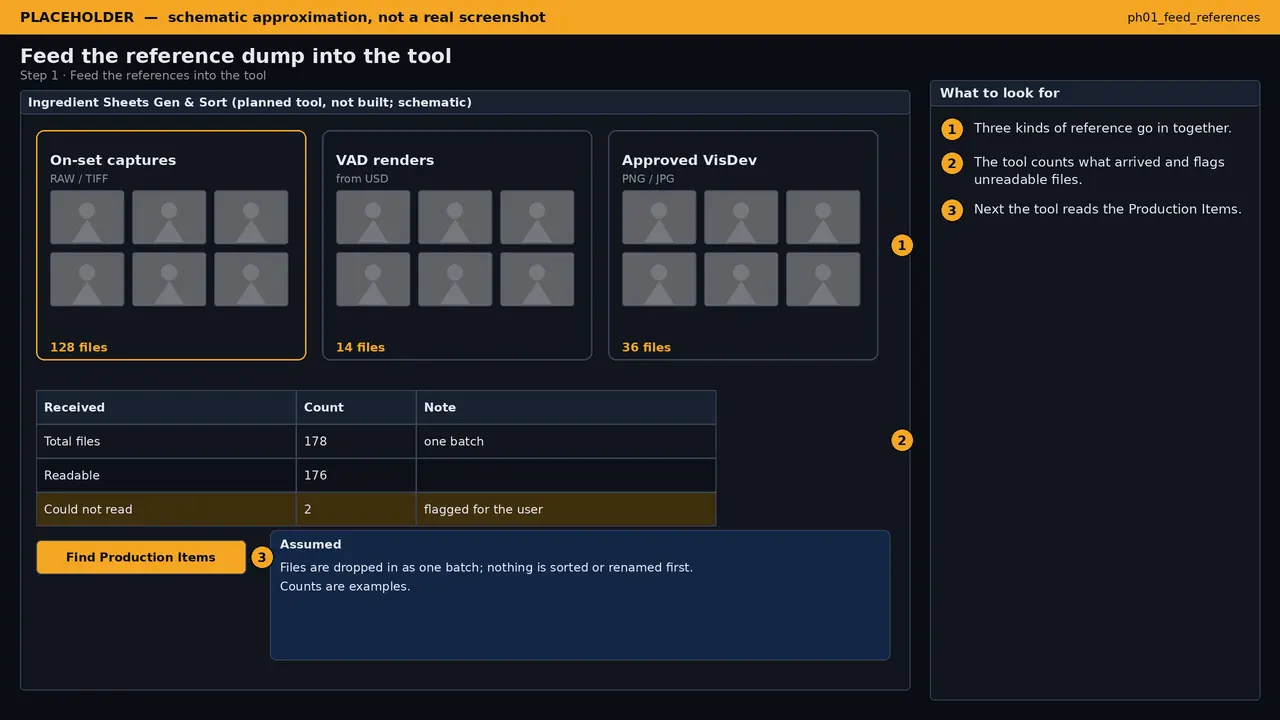 PLACEHOLDER — schematic approximation, not a real screenshot
ph01_feed_references
Feed the reference dump into the tool
Step 1 · Feed the references into the tool
Ingredient Sheets Gen & Sort (planned tool, not built; schematic)
On-set captures
RAW / TIFF
128 files
VAD renders
from USD
14 files
Approved VisDev
PNG / JPG
36 files
1
Received Count Note
Total files 178 one batch
Readable 176
Could not read 2 flagged for the user
2
Find Production Items
3
Assumed
Files are dropped in as one batch; nothing is sorted or renamed first.
Counts are examples.
What to look for
1 Three kinds of reference go in together.
2 The tool counts what arrived and flags
unreadable files.
3 Next the tool reads the Production Items.